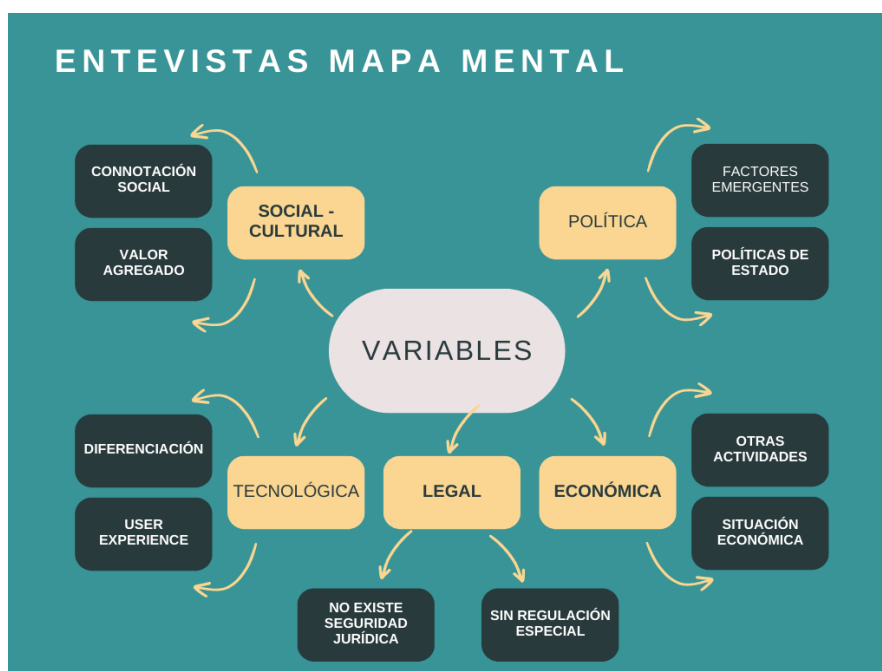 ENTEVISTAS MAPA MENTAL
CONNOTACIÓN
SOCIAL
VALOR
AGREGADO
SOCIAL -
CULTURAL
POLÍTICA
FACTORES
EMERGENTES
POLÍTICAS DE
ESTADO
VARIABLES
DIFERENCIACIÓN
USER
EXPERIENCE
TECNOLÓGICA
LEGAL
ECONÓMICA
OTRAS
ACTIVIDADES
SITUACIÓN
ECONÓMICA
NO EXISTE
SEGURIDAD
JURÍDICA
SIN REGULACIÓN
ESPECIAL